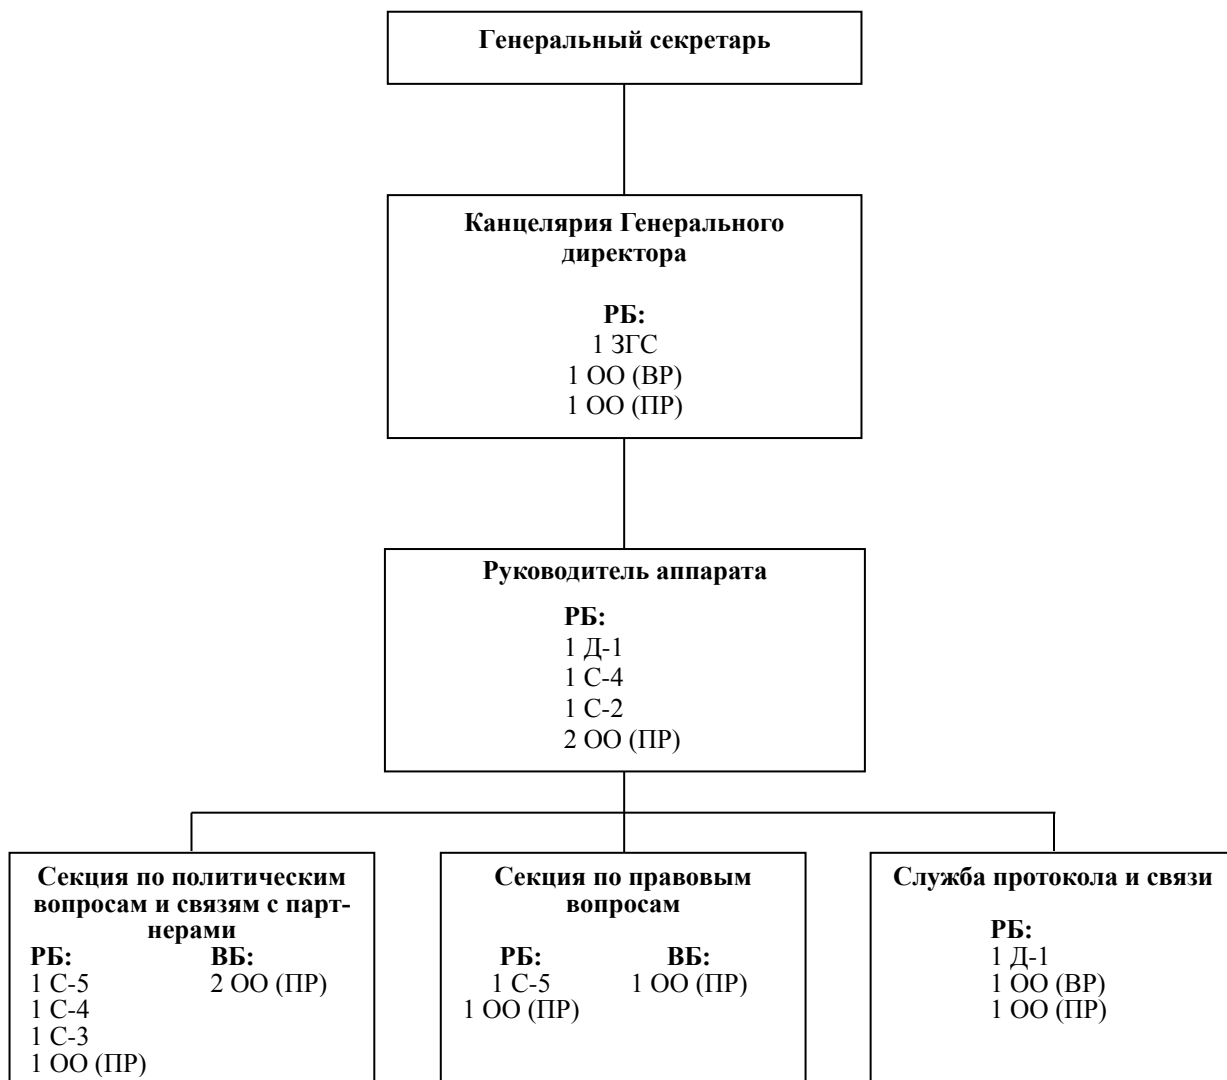 Генеральный секретарь
Канцелярия Генерального
директора
РБ:
1 ЗГС
1 ОО (ВР)
1 ОО (ПР)
Руководитель аппарата
РБ:
1 Д-1
1 С-4
1 С-2
2 ОО (ПР)
Секция по политическим
вопросам и связям с парт-
нерами
РБ:
1 С-5
1 С-4
1 С-3
1 ОО (ПР)
ВБ:
2 ОО (ПР)
Секция по правовым
вопросам
РБ:
1 С-5
1 ОО (ПР)
ВБ:
1 ОО (ПР)
Служба протокола и связи
РБ:
1 Д-1
1 ОО (ВР)
1 ОО (ПР)